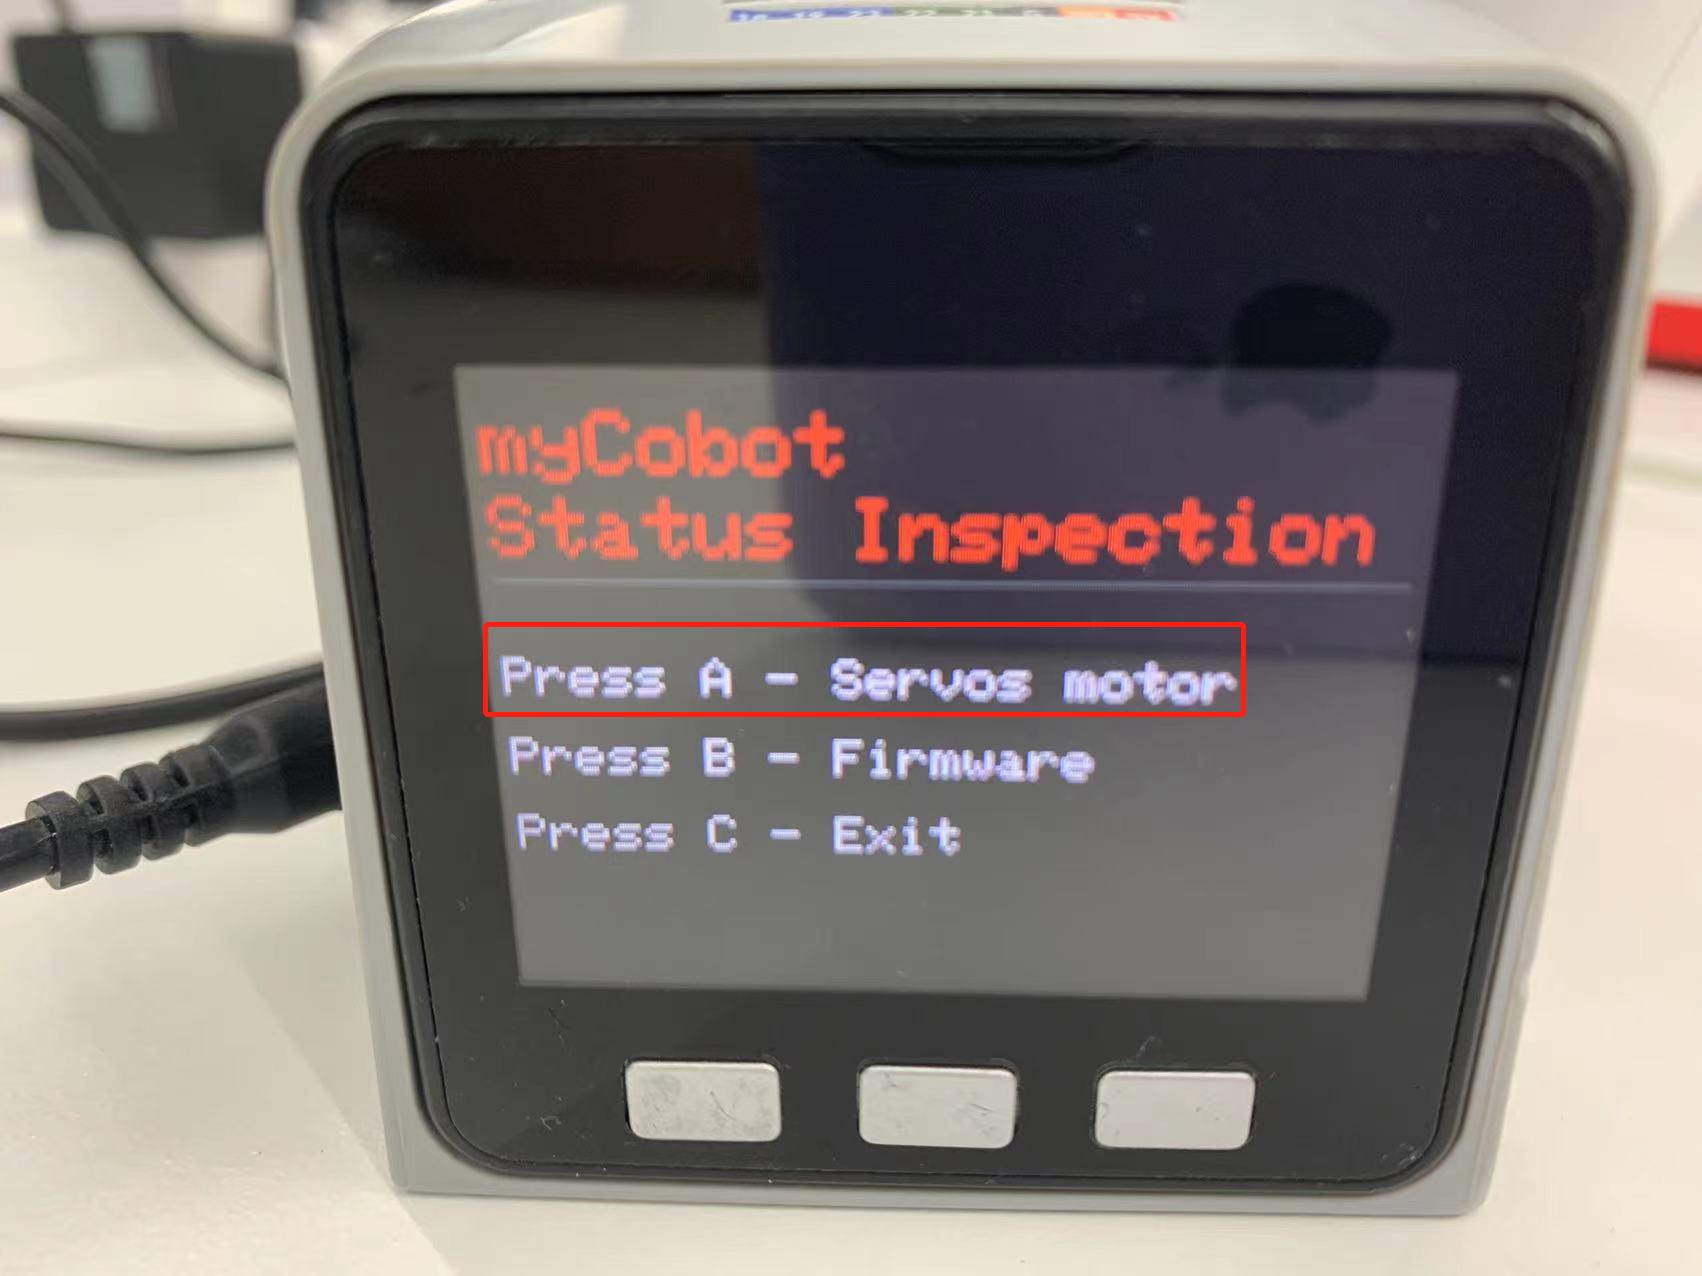 myCobot
Status Inspection
Press A - Servos motor
Press B - Firmware
Press C - Exit